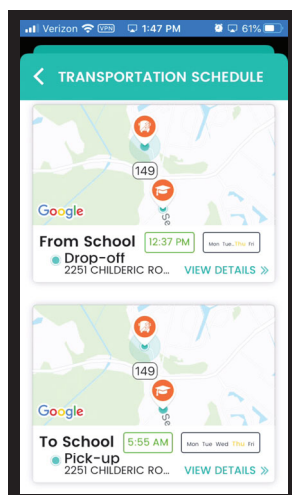 Verizon VPN 1:47 PM 61%
TRANSPORTATION SCHEDULE
149
Se
Google
From School 12:37 PM Mon Tue, Thu Fri
Drop-off
2251 CHILDERIC RO... VIEW DETAILS »
149
Se
Google
To School 5:55 AM Mon Tue Wed Thu Fri
Pick-up
2251 CHILDERIC RO... VIEW DETAILS »